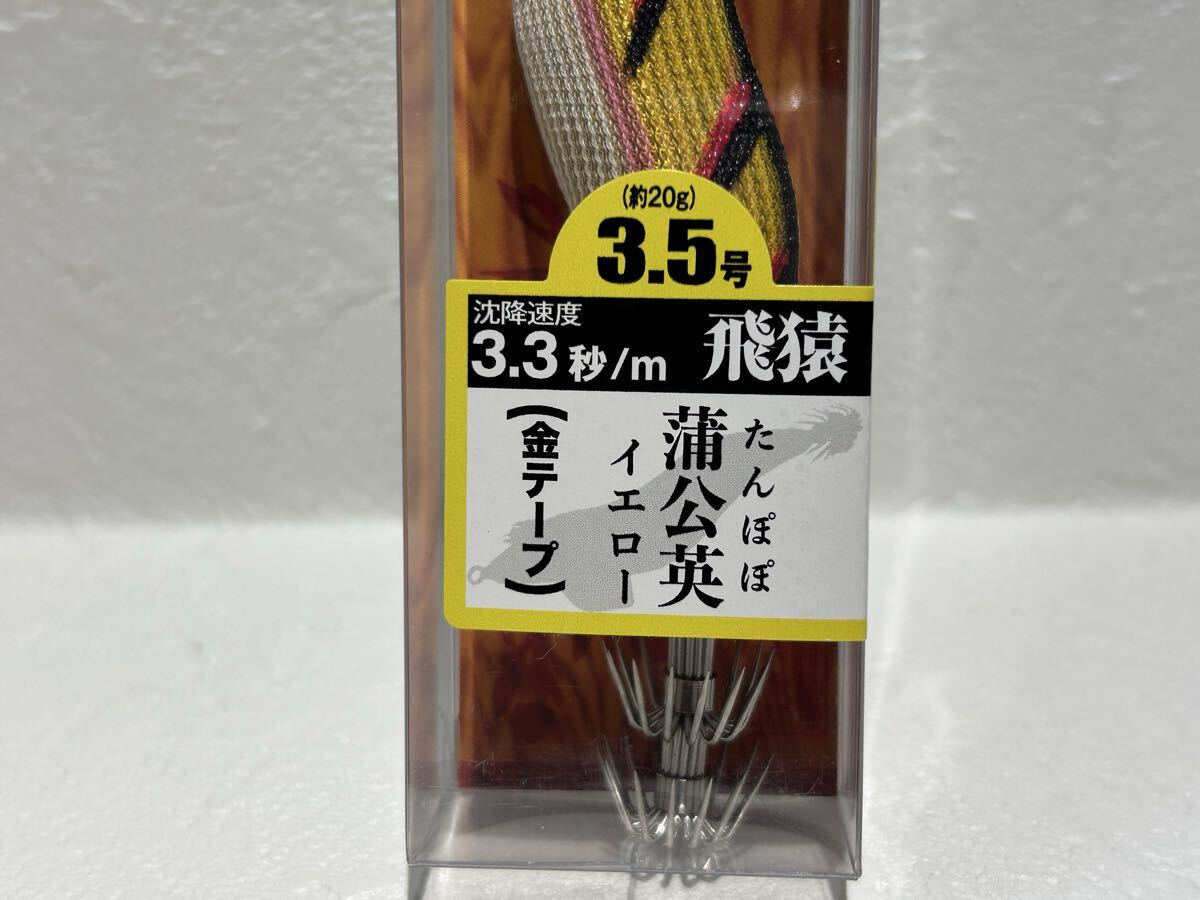 (約20g)
3.5号
沈降速度
3.3秒/m
飛猿
たんぽぽ
蒲公英
イエロー
(金テープ)